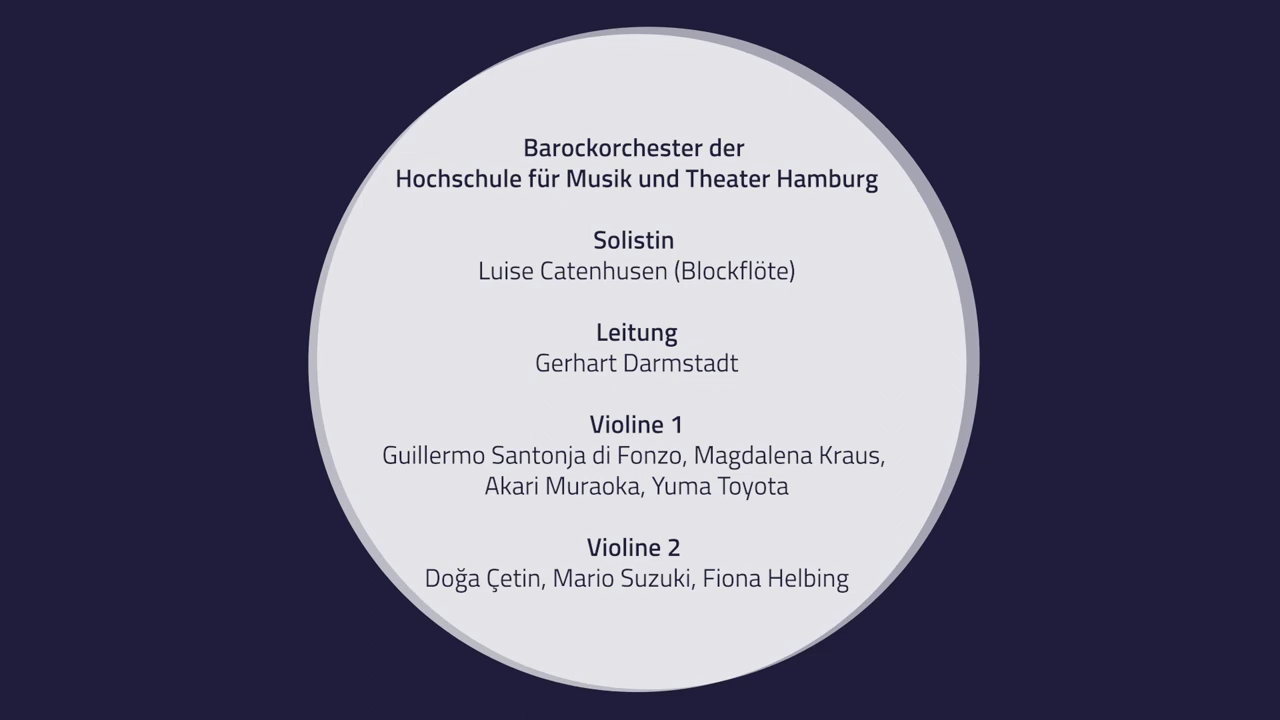 Barockorchester der
Hochschule für Musik und Theater Hamburg
Solistin
Luise Catenhusen (Blockflöte)
Leitung
Gerhart Darmstadt
Violine 1
Guillermo Santonja di Fonzo, Magdalena Kraus,
Akari Muraoka, Yuma Toyota
Violine 2
Doğa Çetin, Mario Suzuki, Fiona Helbing